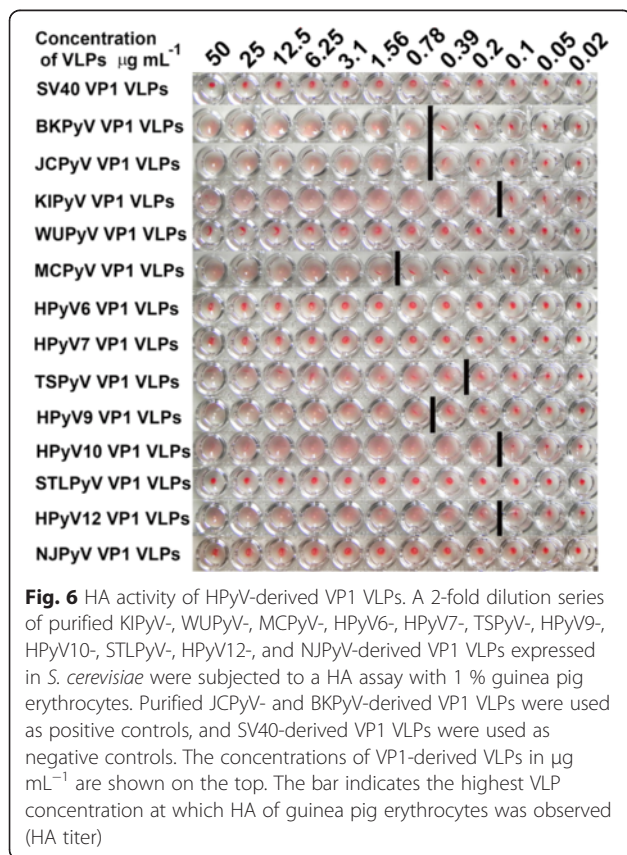 Concentration
of VLPs µg mL⁻¹ 50 25 12.5 6.25 3.1 1.56 0.78 0.39 0.2 0.1 0.05 0.02
SV40 VP1 VLPs
BKPyV VP1 VLPs
JCPyV VP1 VLPs
KIPyV VP1 VLPs
WUPyV VP1 VLPs
MCPyV VP1 VLPs
HPyV6 VP1 VLPs
HPyV7 VP1 VLPs
TSPyV VP1 VLPs
HPyV9 VP1 VLPs
HPyV10 VP1 VLPs
STLPyV VP1 VLPs
HPyV12 VP1 VLPs
NJPyV VP1 VLPs
Fig. 6 HA activity of HPyV-derived VP1 VLPs. A 2-fold dilution series
of purified KIPyV-, WUPyV-, MCPyV-, HPyV6-, HPyV7-, TSPyV-, HPyV9-,
HPyV10-, STLPyV-, HPyV12-, and NJPyV-derived VP1 VLPs expressed
in S. cerevisiae were subjected to a HA assay with 1 % guinea pig
erythrocytes. Purified JCPyV- and BKPyV-derived VP1 VLPs were used
as positive controls, and SV40-derived VP1 VLPs were used as
negative controls. The concentrations of VP1-derived VLPs in µg
mL⁻¹ are shown on the top. The bar indicates the highest VLP
concentration at which HA of guinea pig erythrocytes was observed
(HA titer)